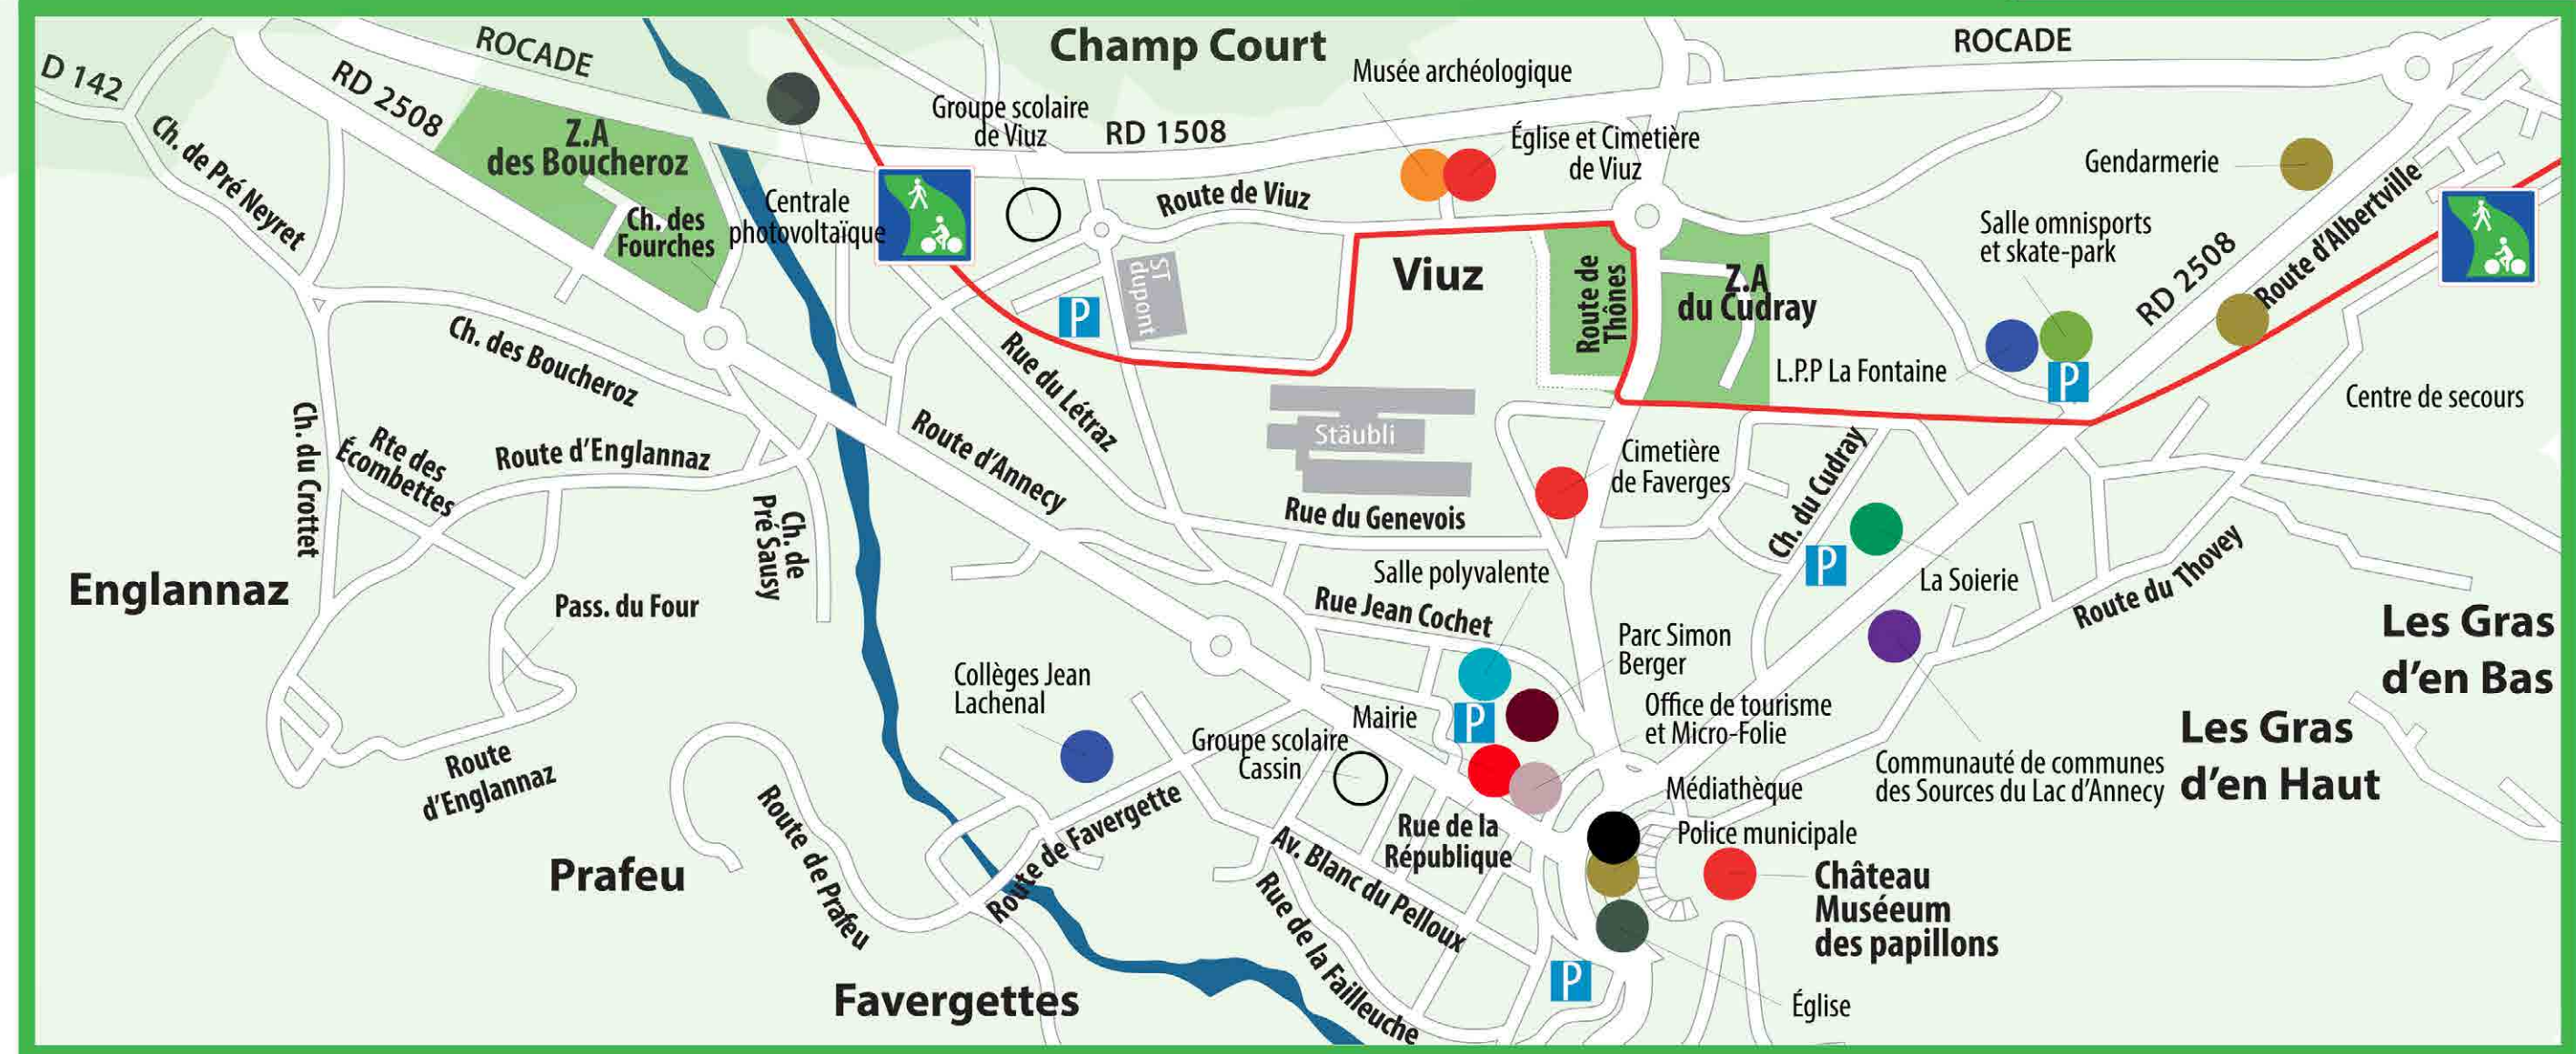 ROCADE
Champ Court
ROCADE
D 142
RD 2508
Musée archéologique
Groupe scolaire
de Viuz
RD 1508
Église et Cimetière
de Viuz
Z.A
des Boucheroz
Ch. de Pré Neyret
Gendarmerie
Centrale
photovoltaïque
Route de Viuz
Ch. des
Fourches
Salle omnisports
et skate-park
RD 2508
Route d'Albertville
ST
dupont
Viuz
Route de
Thônes
Z.A
du Cudray
P
Ch. des Boucheroz
Rue du Létraz
L.P.P La Fontaine
P
Centre de secours
Ch. du Crottet
Rte des
Écombettes
Route d'Englannaz
Route d'Annecy
Stäubli
Cimetière
de Faverges
Ch. du Cudray
Ch. de
Pré Sausy
Rue du Genevois
P
La Soierie
Route du Thovey
Englannaz
Pass. du Four
Salle polyvalente
Rue Jean Cochet
Parc Simon
Berger
Les Gras
d'en Bas
Collèges Jean
Lachenal
Mairie
P
Office de tourisme
et Micro-Folie
Groupe scolaire
Cassin
Les Gras
d'en Haut
Communauté de communes
des Sources du Lac d'Annecy
Route
d'Englannaz
Route de Prafeu
Route de Favergette
Médiathèque
Rue de la
République
Police municipale
Av. Blanc du Pelloux
Prafeu
Château
Muséeum
des papillons
Rue de la Failleuche
P
Favergettes
Église